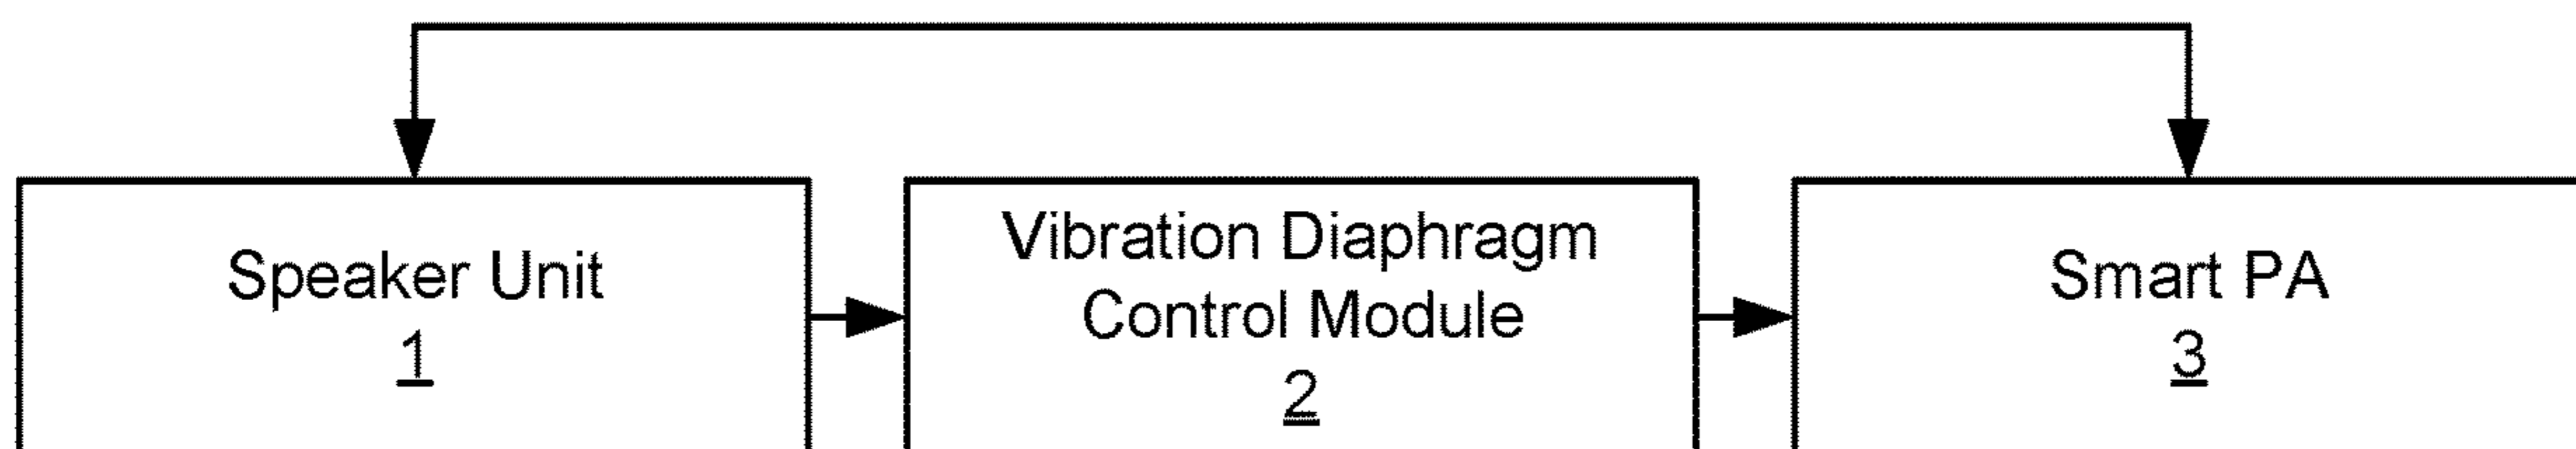 Speaker Unit
1
Vibration Diaphragm
Control Module
2
Smart PA
3